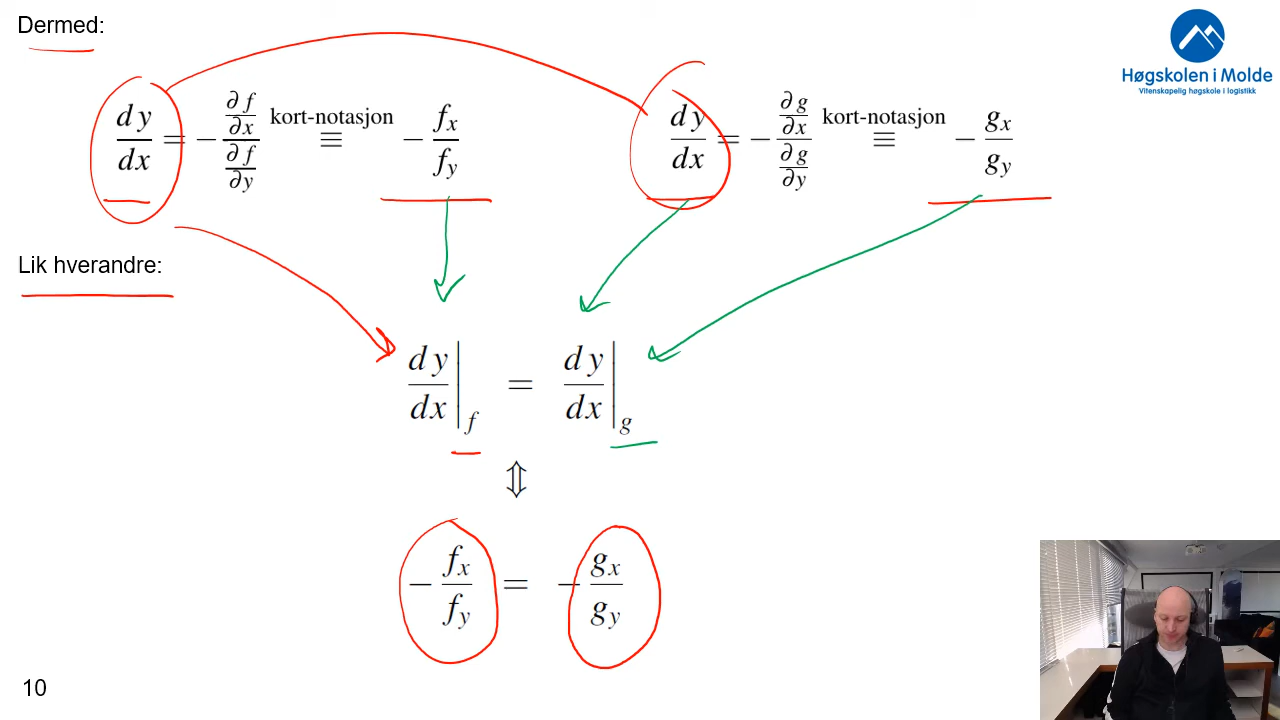 Dermed:
Høgskolen i Molde
Vitenskapelig høgskole i logistikk
dy/dx = − (∂f/∂x)/(∂f/∂y) kort-notasjon ≡ − f_x/f_y
dy/dx = − (∂g/∂x)/(∂g/∂y) kort-notasjon ≡ − g_x/g_y
Lik hverandre:
dy/dx|_f = dy/dx|_g
⇕
− f_x/f_y = − g_x/g_y
10